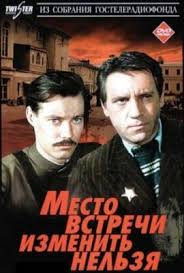 TWISTER
ИЗ СОБРАНИЯ ГОСТЕЛЕРАДИОФОНДА
DVD
МЕСТО
ВСТРЕЧИ
ИЗМЕНИТЬ
НЕЛЬЗЯ